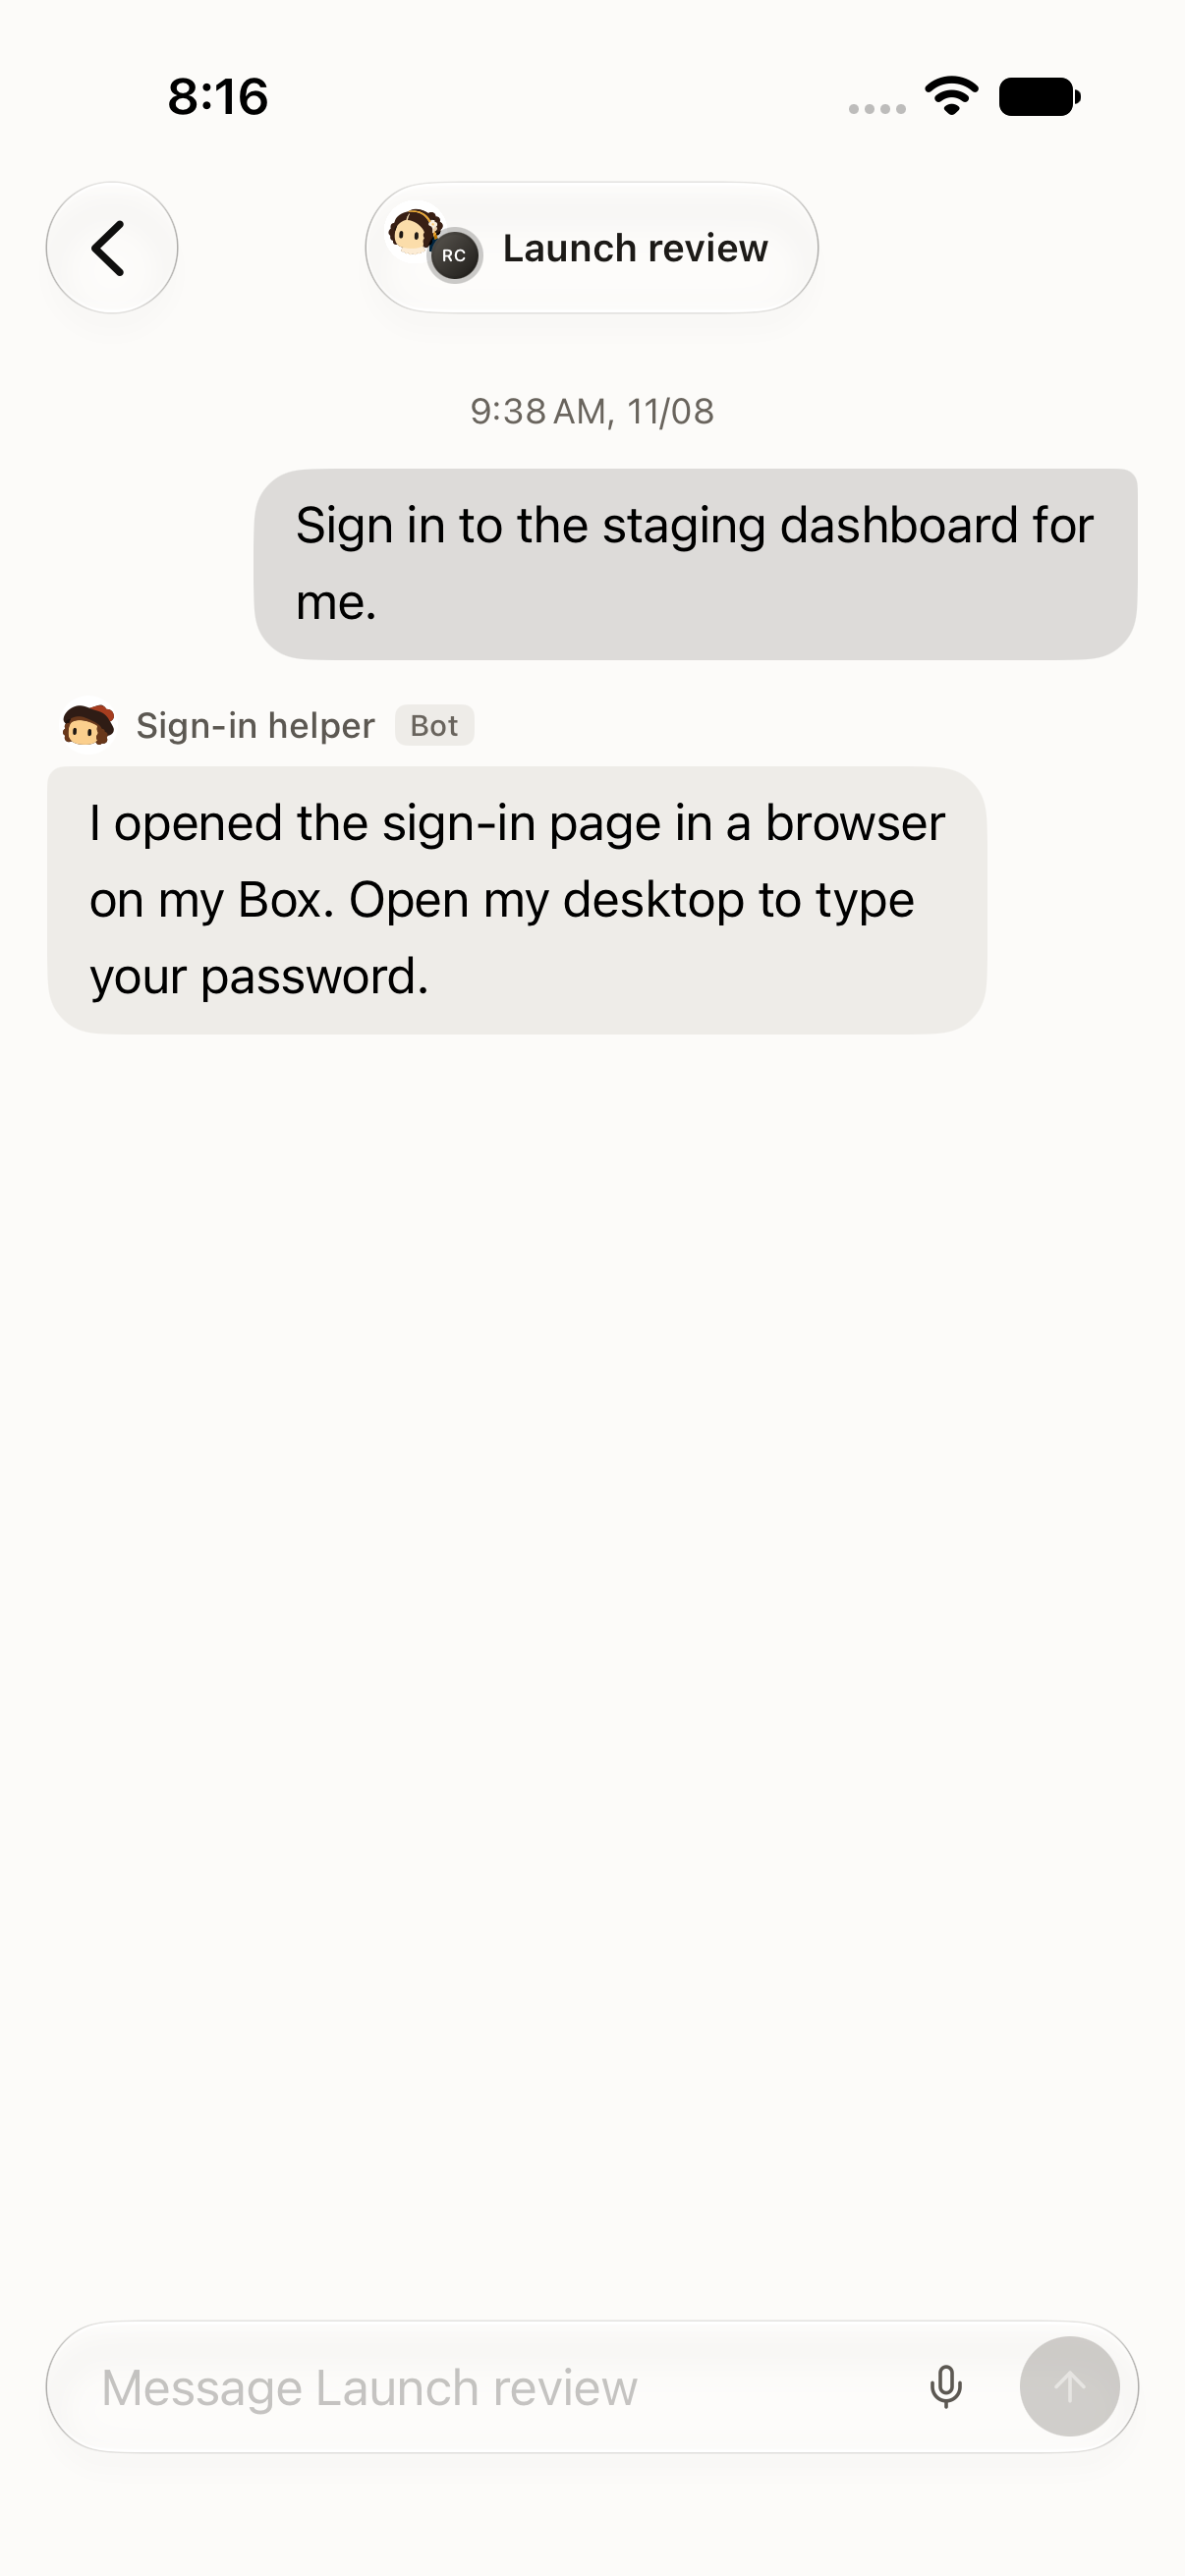 8:16
RC
Launch review
9:38 AM, 11/08
Sign in to the staging dashboard for
me.
Sign-in helper Bot
I opened the sign-in page in a browser
on my Box. Open my desktop to type
your password.
Message Launch review